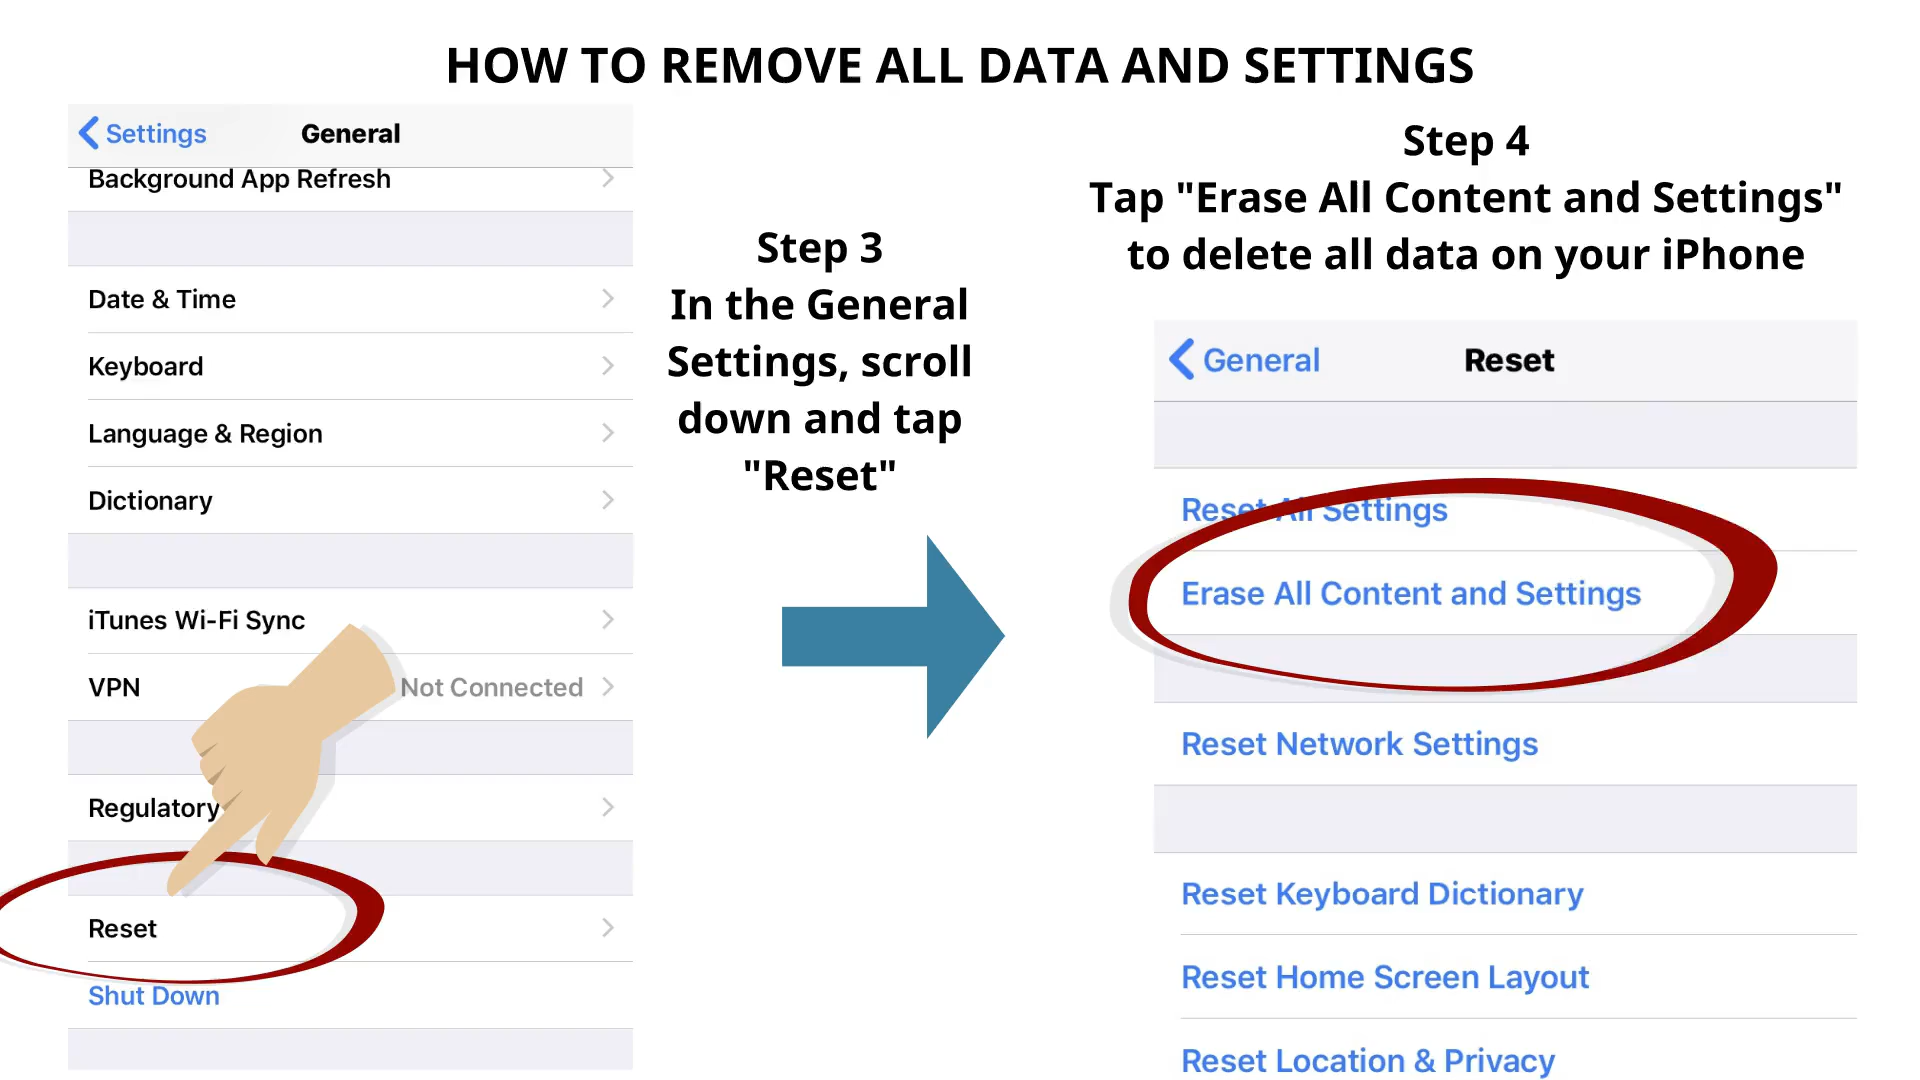 HOW TO REMOVE ALL DATA AND SETTINGS
Settings
General
Background App Refresh
Date & Time
Keyboard
Language & Region
Dictionary
iTunes Wi-Fi Sync
VPN
Not Connected
Regulatory
Reset
Shut Down
Step 3
In the General
Settings, scroll
down and tap
"Reset"
Step 4
Tap "Erase All Content and Settings"
to delete all data on your iPhone
General
Reset
Reset All Settings
Erase All Content and Settings
Reset Network Settings
Reset Keyboard Dictionary
Reset Home Screen Layout
Reset Location & Privacy